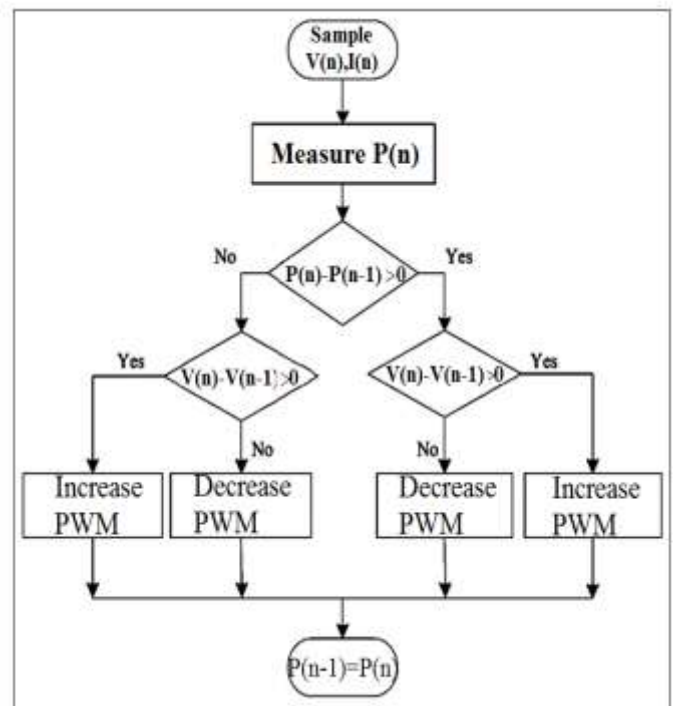 Sample
V(n),I(n)
Measure P(n)
No
Yes
P(n)-P(n-1) >0
Yes
V(n)-V(n-1)>0
V(n)-V(n-1) >0
Yes
No
No
Increase
PWM
Decrease
PWM
Decrease
PWM
Increase
PWM
P(n-1)=P(n)